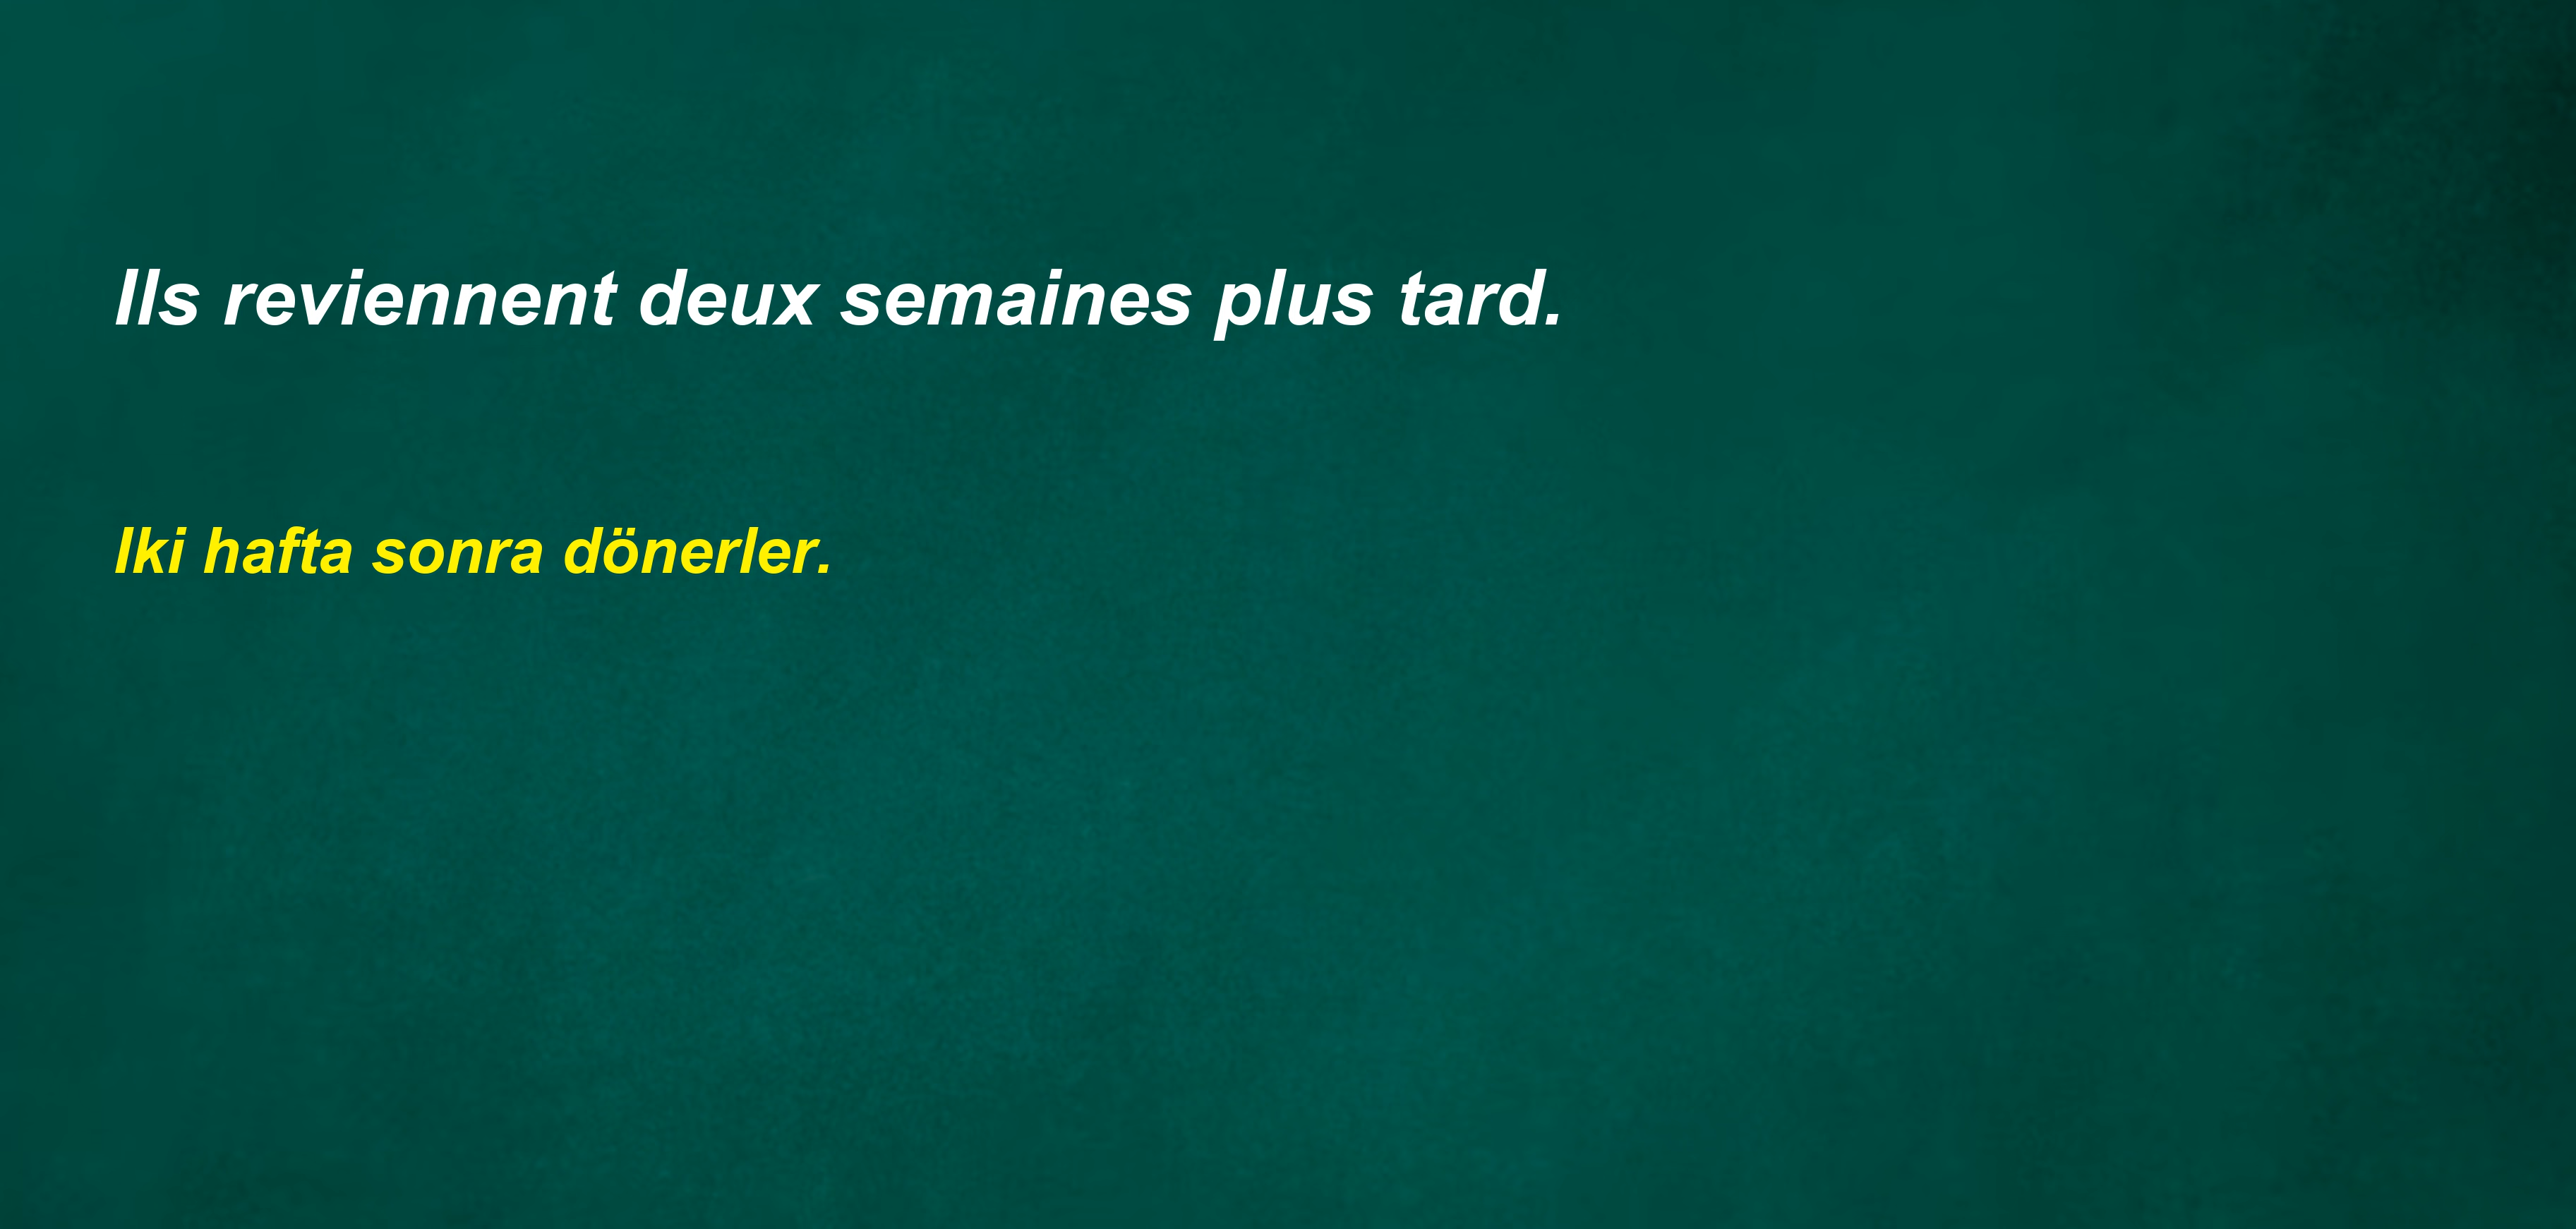 Ils reviennent deux semaines plus tard.
Iki hafta sonra dönerler.